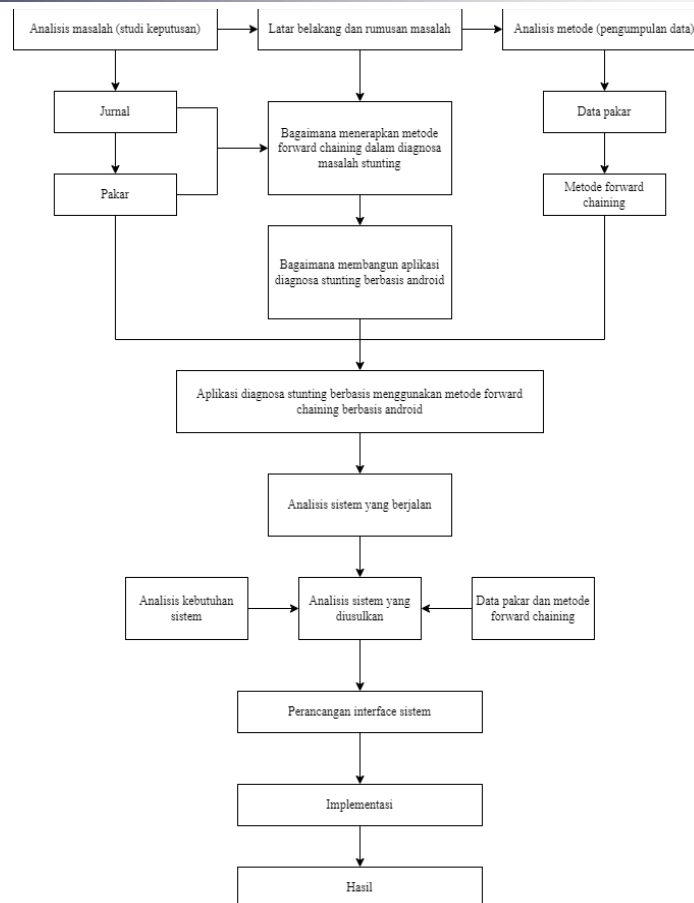 Analisis masalah (studi keputusan)
Latar belakang dan rumusan masalah
Analisis metode (pengumpulan data)
Jurnal
Bagaimana menerapkan metode
forward chaining dalam diagnosa
masalah stunting
Data pakar
Pakar
Metode forward
chaining
Bagaimana membangun aplikasi
diagnosa stunting berbasis android
Aplikasi diagnosa stunting berbasis menggunakan metode forward
chaining berbasis android
Analisis sistem yang berjalan
Analisis kebutuhan
sistem
Analisis sistem yang
diusulkan
Data pakar dan metode
forward chaining
Perancangan interface sistem
Implementasi
Hasil